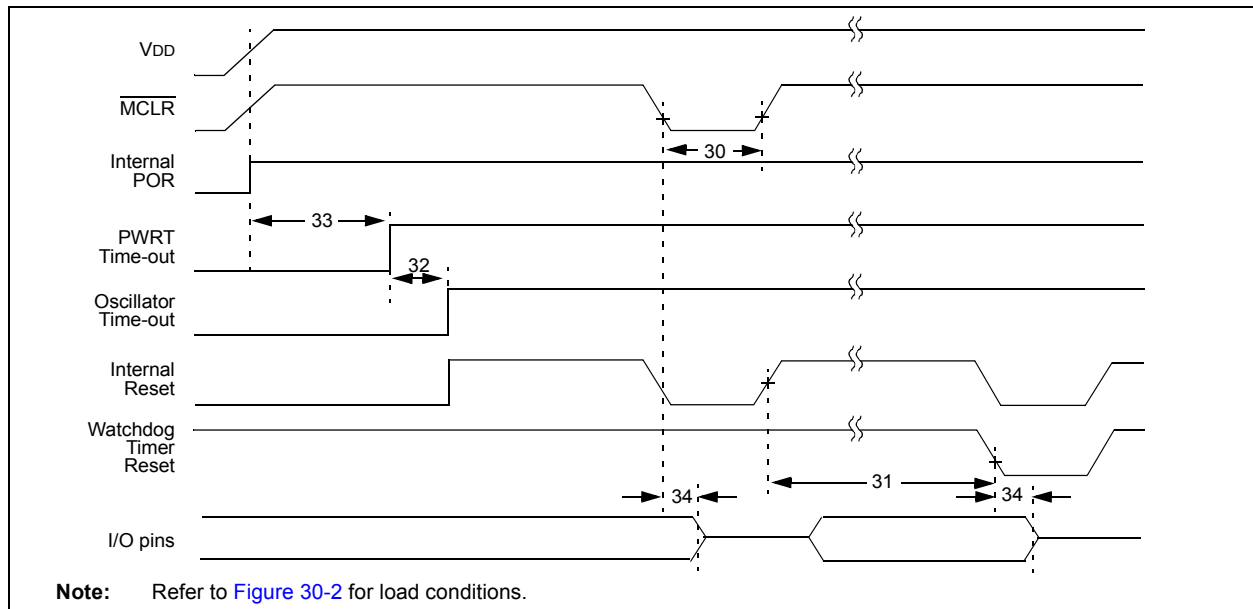 VDD
MCLR
30
Internal
POR
33
PWRT
Time-out
32
Oscillator
Time-out
Internal
Reset
Watchdog
Timer
Reset
31
34
34
I/O pins
Note: Refer to Figure 30-2 for load conditions.